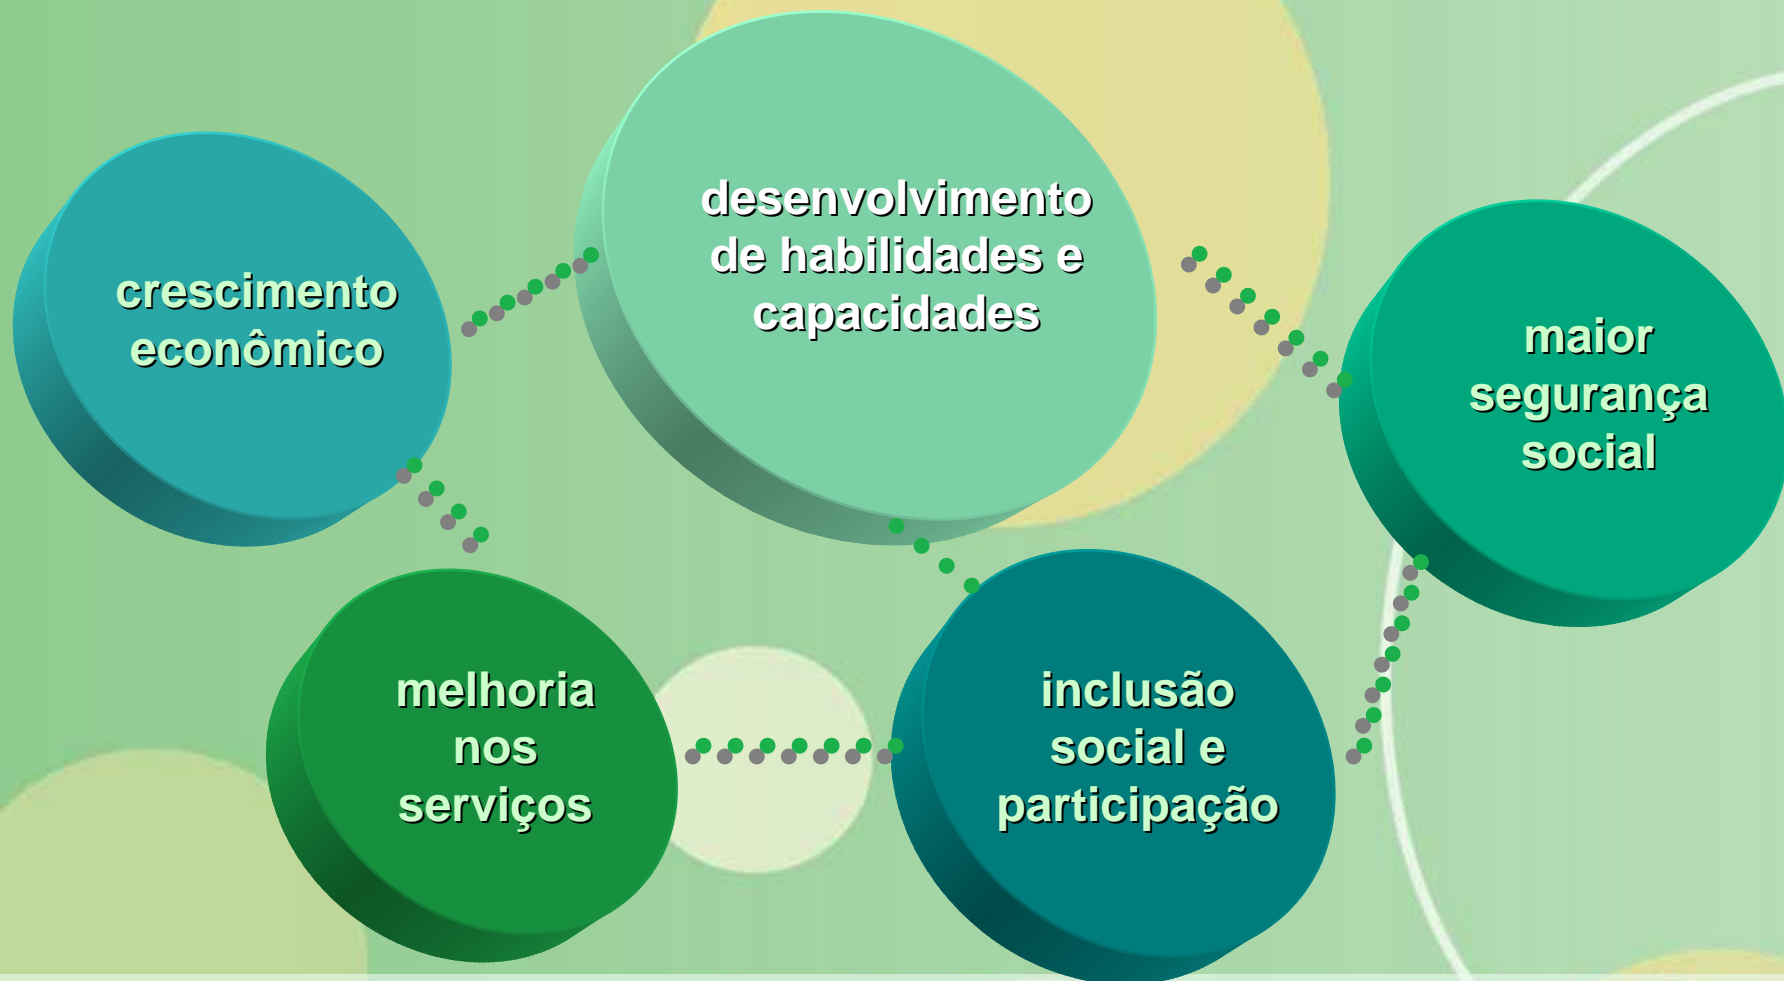 crescimento
econômico
desenvolvimento
de habilidades e
capacidades
maior
segurança
social
melhoria
nos
serviços
inclusão
social e
participação